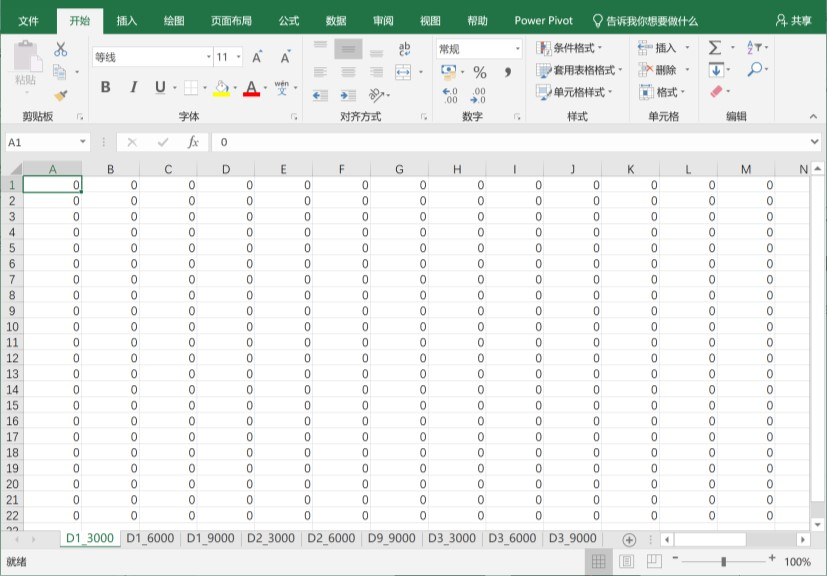 文件 开始 插入 绘图 页面布局 公式 数据 审阅 视图 帮助 Power Pivot 告诉我你想要做什么 共享
粘贴 等线 11 A A ab c 常规 条件格式 插入 Σ A Z
% , 套用表格格式 删除
B I U A wén 文 .0 .00 .00 .0 单元格样式 格式
剪贴板 字体 对齐方式 数字 样式 单元格 编辑
A1 fx 0
A B C D E F G H I J K L M N
1 0 0 0 0 0 0 0 0 0 0 0 0 0
2 0 0 0 0 0 0 0 0 0 0 0 0 0
3 0 0 0 0 0 0 0 0 0 0 0 0 0
4 0 0 0 0 0 0 0 0 0 0 0 0 0
5 0 0 0 0 0 0 0 0 0 0 0 0 0
6 0 0 0 0 0 0 0 0 0 0 0 0 0
7 0 0 0 0 0 0 0 0 0 0 0 0 0
8 0 0 0 0 0 0 0 0 0 0 0 0 0
9 0 0 0 0 0 0 0 0 0 0 0 0 0
10 0 0 0 0 0 0 0 0 0 0 0 0 0
11 0 0 0 0 0 0 0 0 0 0 0 0 0
12 0 0 0 0 0 0 0 0 0 0 0 0 0
13 0 0 0 0 0 0 0 0 0 0 0 0 0
14 0 0 0 0 0 0 0 0 0 0 0 0 0
15 0 0 0 0 0 0 0 0 0 0 0 0 0
16 0 0 0 0 0 0 0 0 0 0 0 0 0
17 0 0 0 0 0 0 0 0 0 0 0 0 0
18 0 0 0 0 0 0 0 0 0 0 0 0 0
19 0 0 0 0 0 0 0 0 0 0 0 0 0
20 0 0 0 0 0 0 0 0 0 0 0 0 0
21 0 0 0 0 0 0 0 0 0 0 0 0 0
22 0 0 0 0 0 0 0 0 0 0 0 0 0
D1_3000 D1_6000 D1_9000 D2_3000 D2_6000 D9_9000 D3_3000 D3_6000 D3_9000
就绪 100%